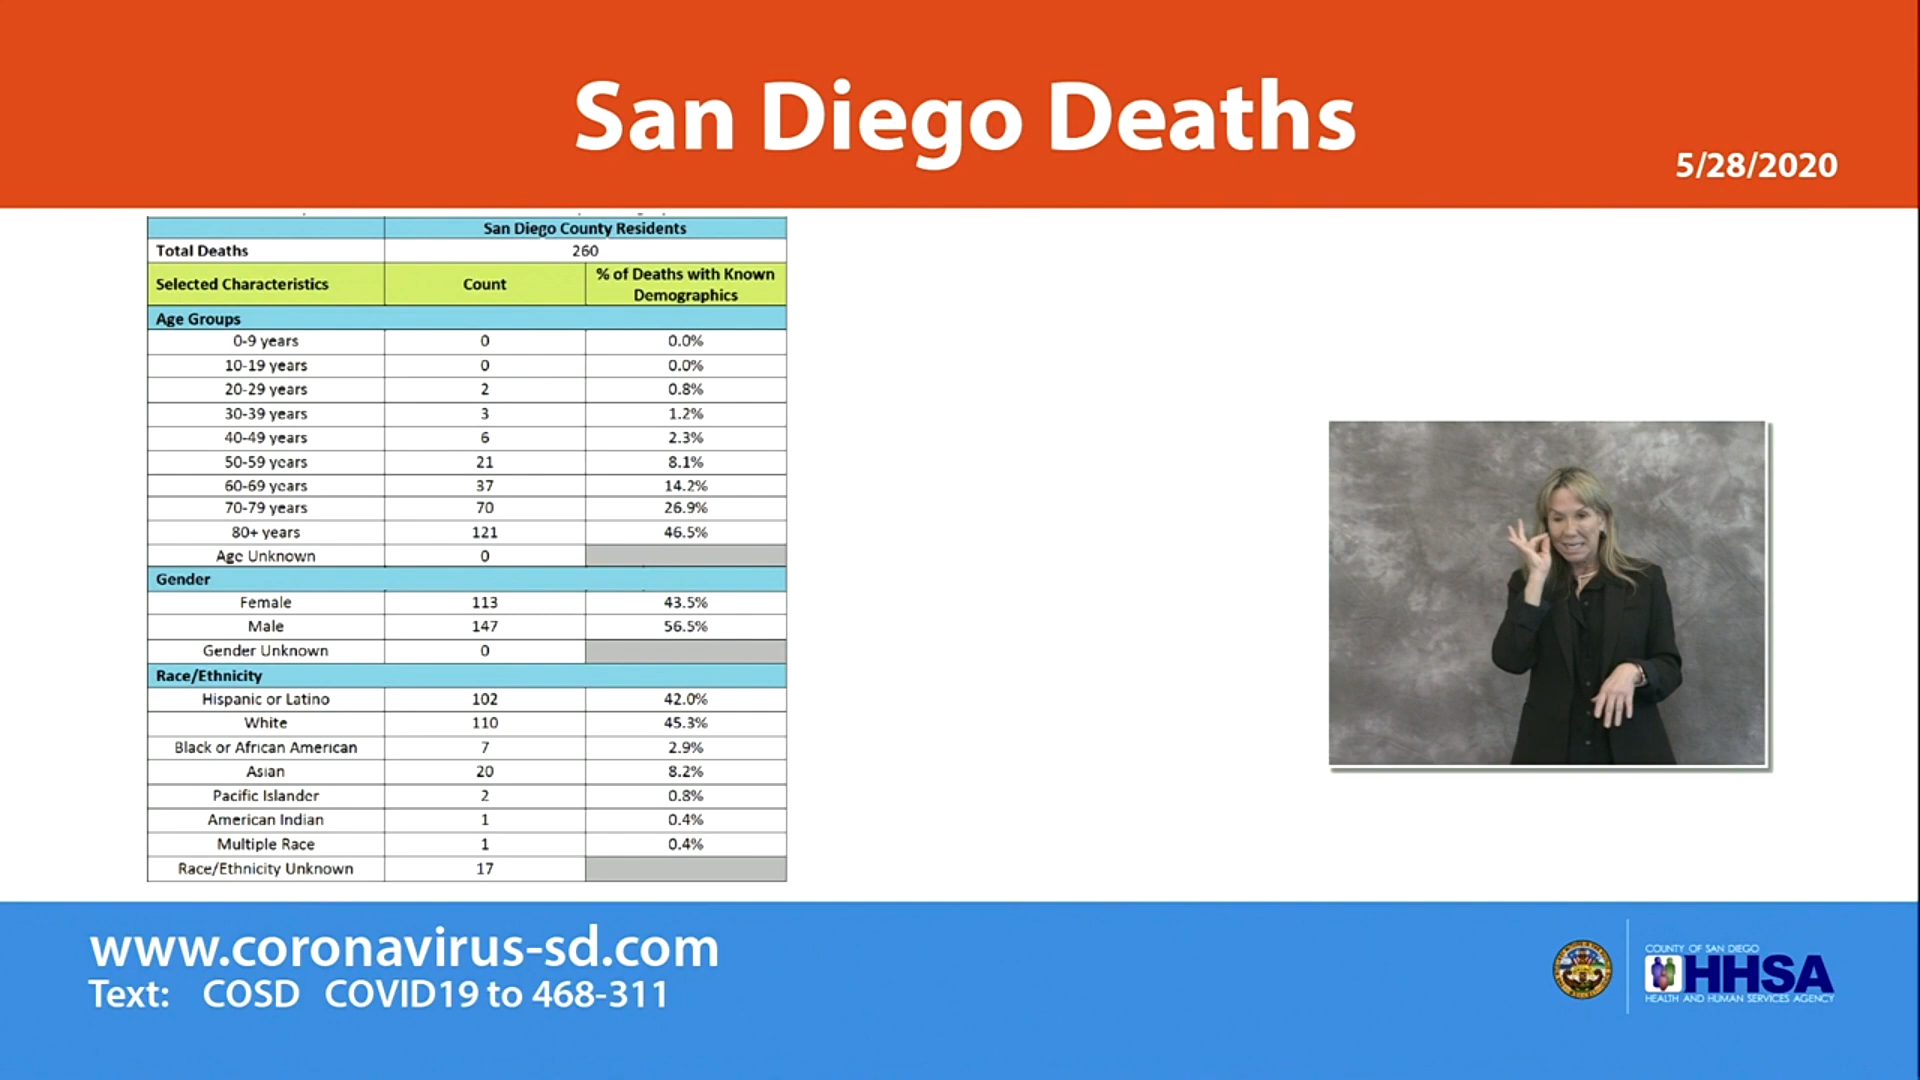 San Diego Deaths
5/28/2020
San Diego County Residents
Total Deaths 260
Selected Characteristics Count % of Deaths with Known Demographics
Age Groups
0-9 years 0 0.0%
10-19 years 0 0.0%
20-29 years 2 0.8%
30-39 years 3 1.2%
40-49 years 6 2.3%
50-59 years 21 8.1%
60-69 years 37 14.2%
70-79 years 70 26.9%
80+ years 121 46.5%
Age Unknown 0
Gender
Female 113 43.5%
Male 147 56.5%
Gender Unknown 0
Race/Ethnicity
Hispanic or Latino 102 42.0%
White 110 45.3%
Black or African American 7 2.9%
Asian 20 8.2%
Pacific Islander 2 0.8%
American Indian 1 0.4%
Multiple Race 1 0.4%
Race/Ethnicity Unknown 17
www.coronavirus-sd.com
Text: COSD COVID19 to 468-311
COUNTY OF SAN DIEGO
HHSA
HEALTH AND HUMAN SERVICES AGENCY